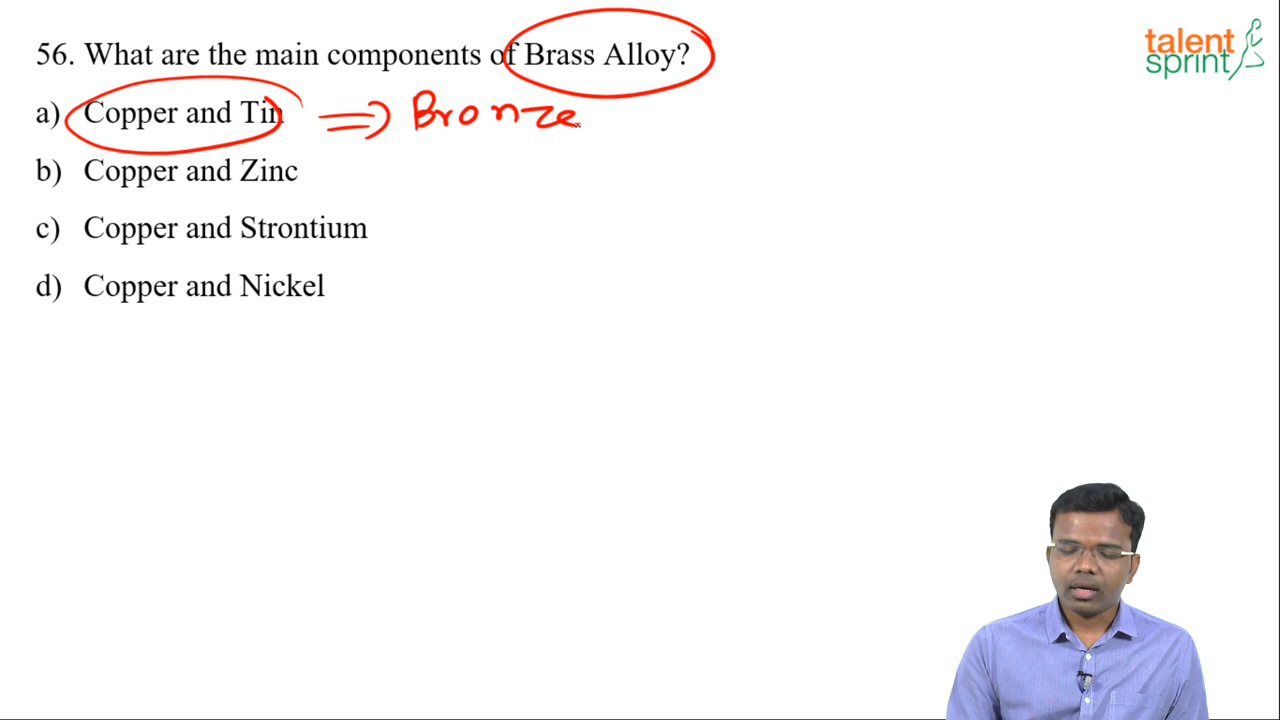 56. What are the main components of Brass Alloy?
a) Copper and Tin ⇒ Bronze
b) Copper and Zinc
c) Copper and Strontium
d) Copper and Nickel
talent
sprint